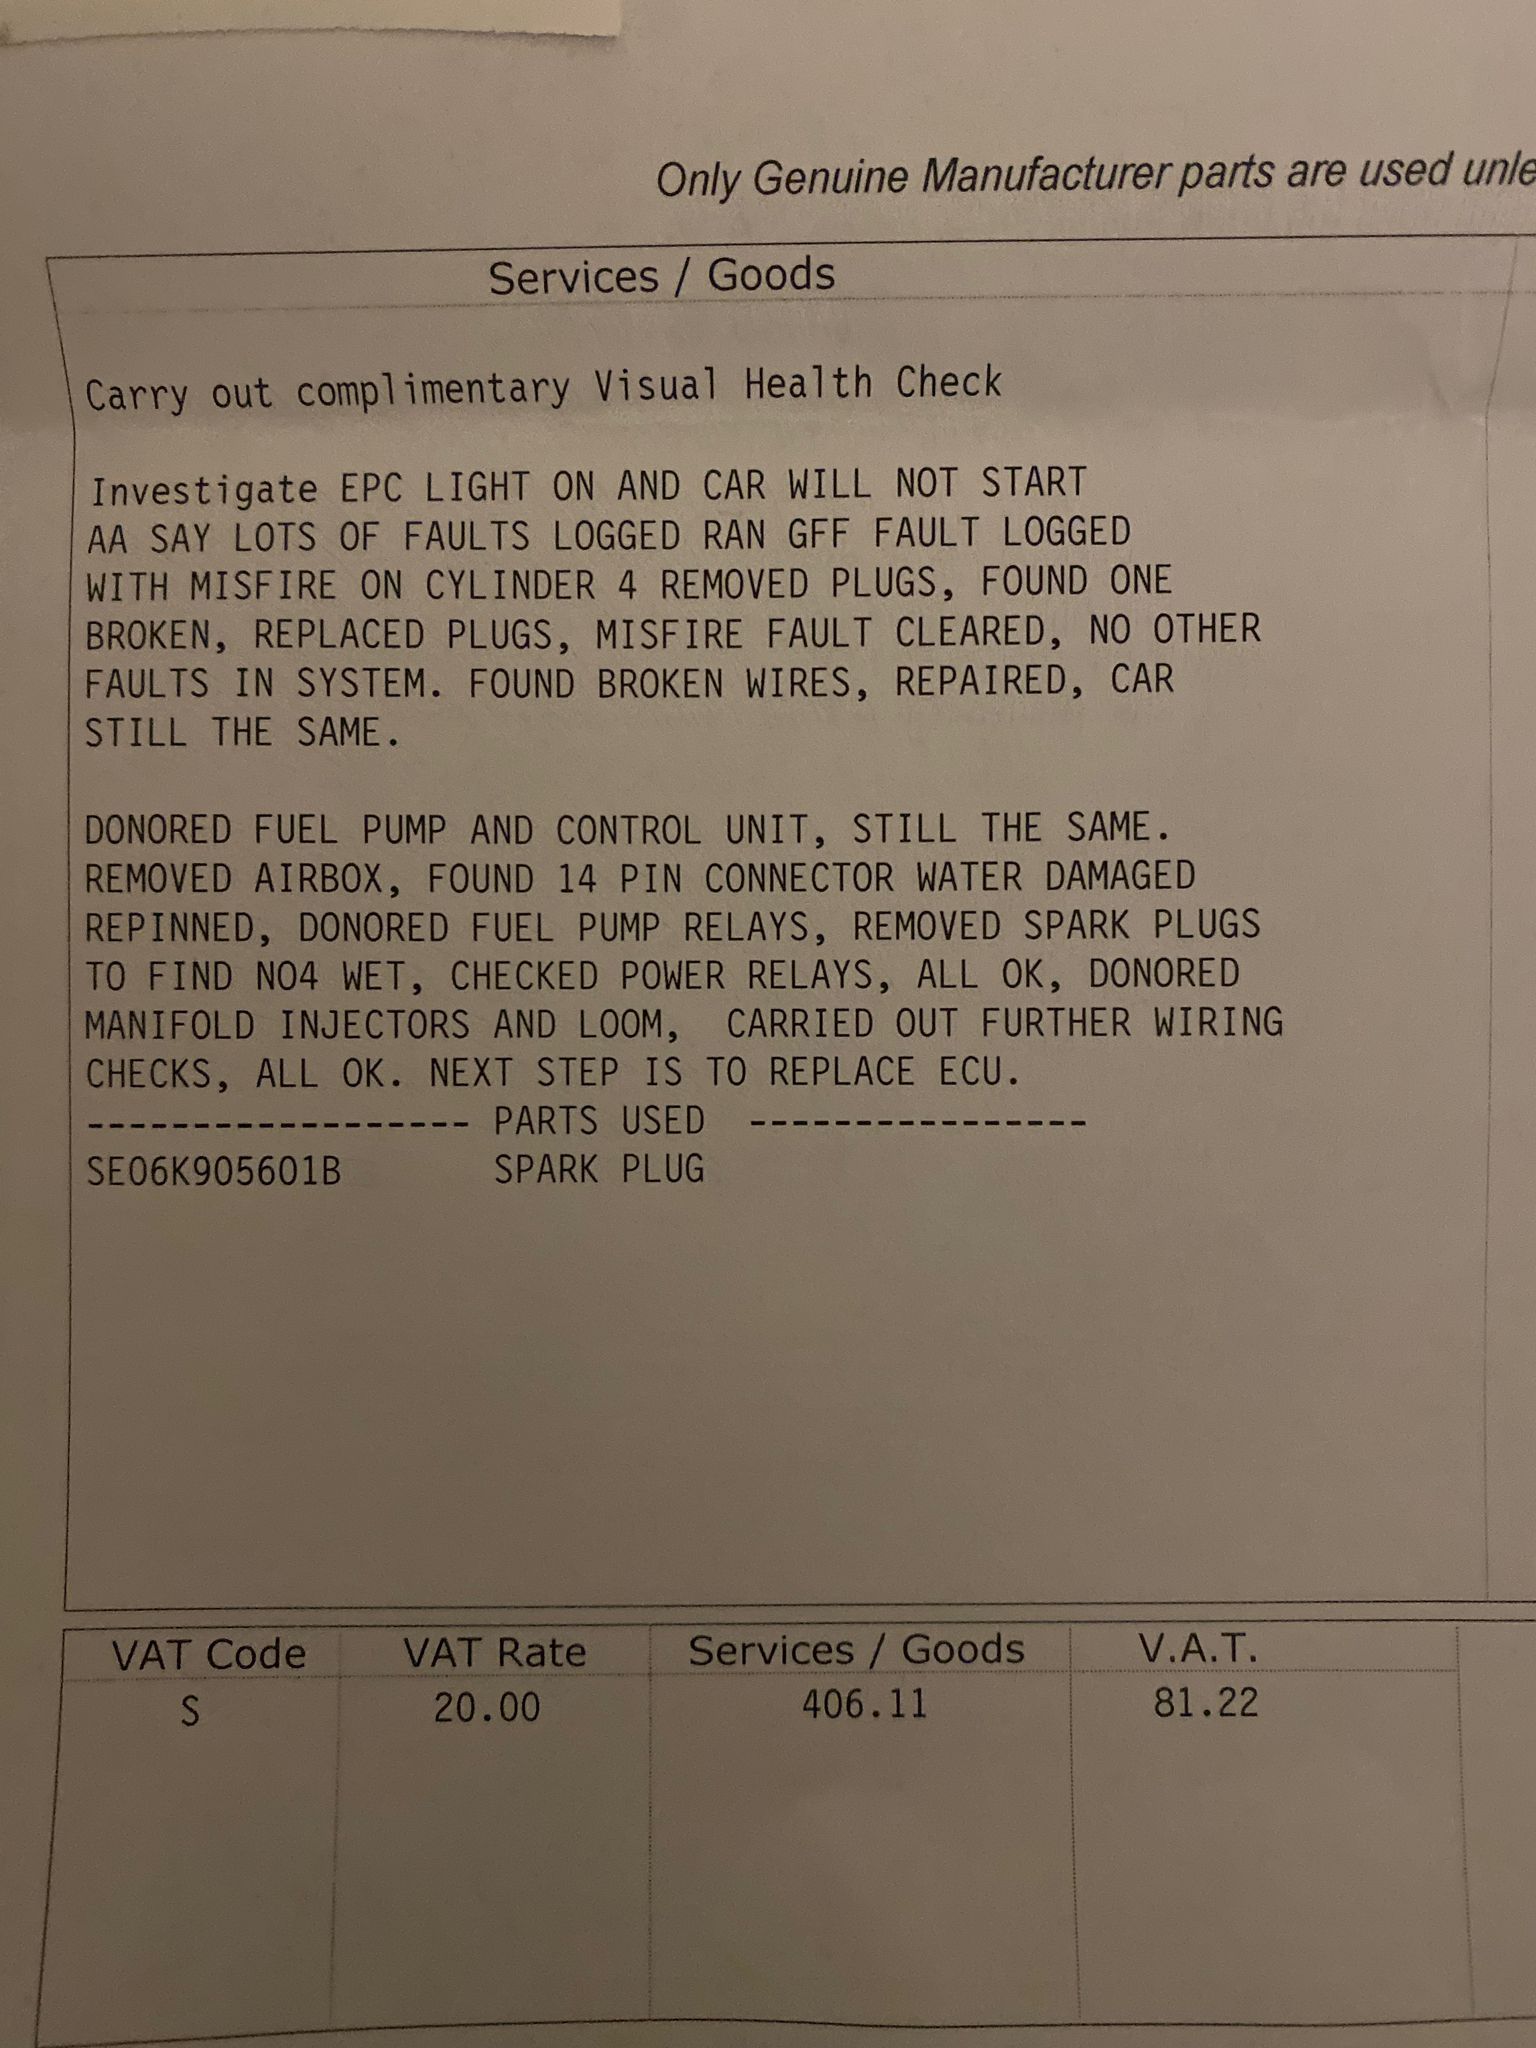 Only Genuine Manufacturer parts are used unle
Services / Goods
Carry out complimentary Visual Health Check
Investigate EPC LIGHT ON AND CAR WILL NOT START
AA SAY LOTS OF FAULTS LOGGED RAN GFF FAULT LOGGED
WITH MISFIRE ON CYLINDER 4 REMOVED PLUGS, FOUND ONE
BROKEN, REPLACED PLUGS, MISFIRE FAULT CLEARED, NO OTHER
FAULTS IN SYSTEM. FOUND BROKEN WIRES, REPAIRED, CAR
STILL THE SAME.
DONORED FUEL PUMP AND CONTROL UNIT, STILL THE SAME.
REMOVED AIRBOX, FOUND 14 PIN CONNECTOR WATER DAMAGED
REPINNED, DONORED FUEL PUMP RELAYS, REMOVED SPARK PLUGS
TO FIND NO4 WET, CHECKED POWER RELAYS, ALL OK, DONORED
MANIFOLD INJECTORS AND LOOM, CARRIED OUT FURTHER WIRING
CHECKS, ALL OK. NEXT STEP IS TO REPLACE ECU.
------------------ PARTS USED ----------------
SE06K905601B SPARK PLUG
VAT Code VAT Rate Services / Goods V.A.T.
S 20.00 406.11 81.22